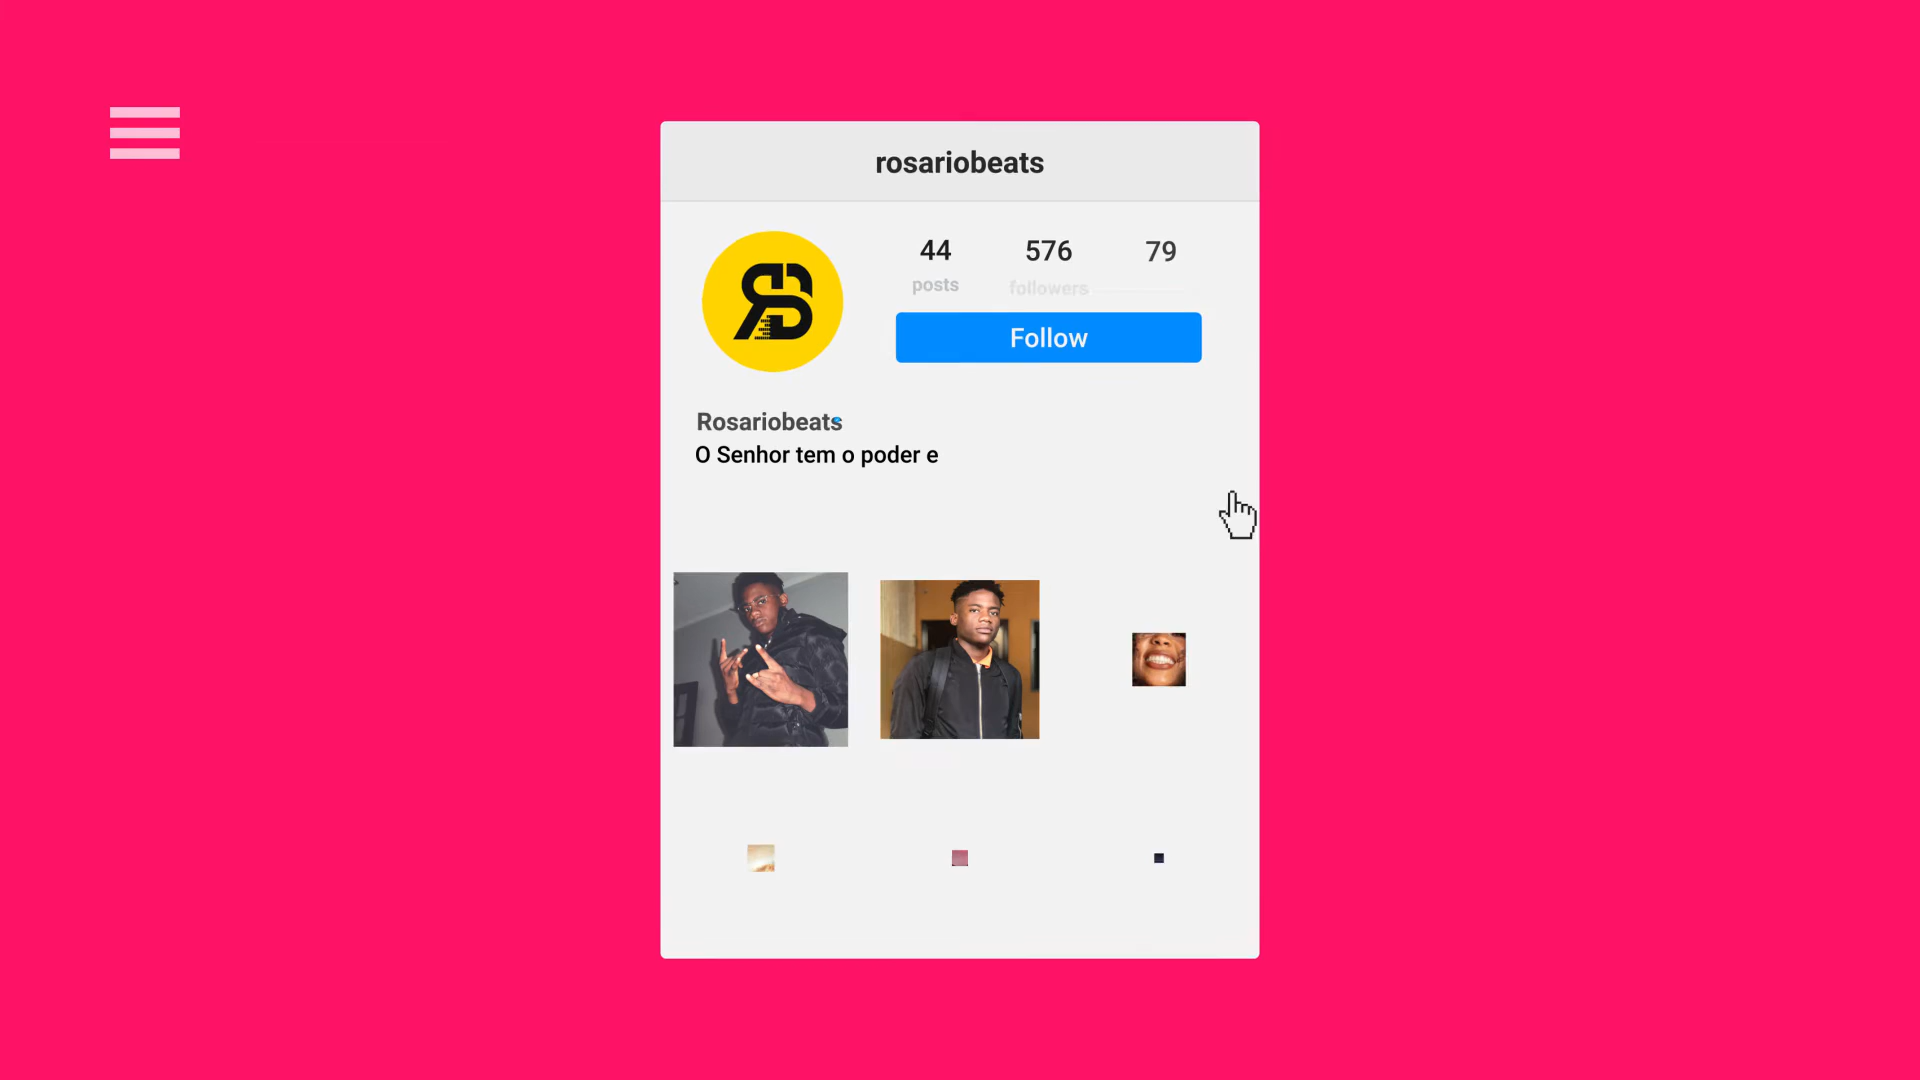 rosariobeats
44 576 79
posts followers
Follow
Rosariobeats
O Senhor tem o poder e